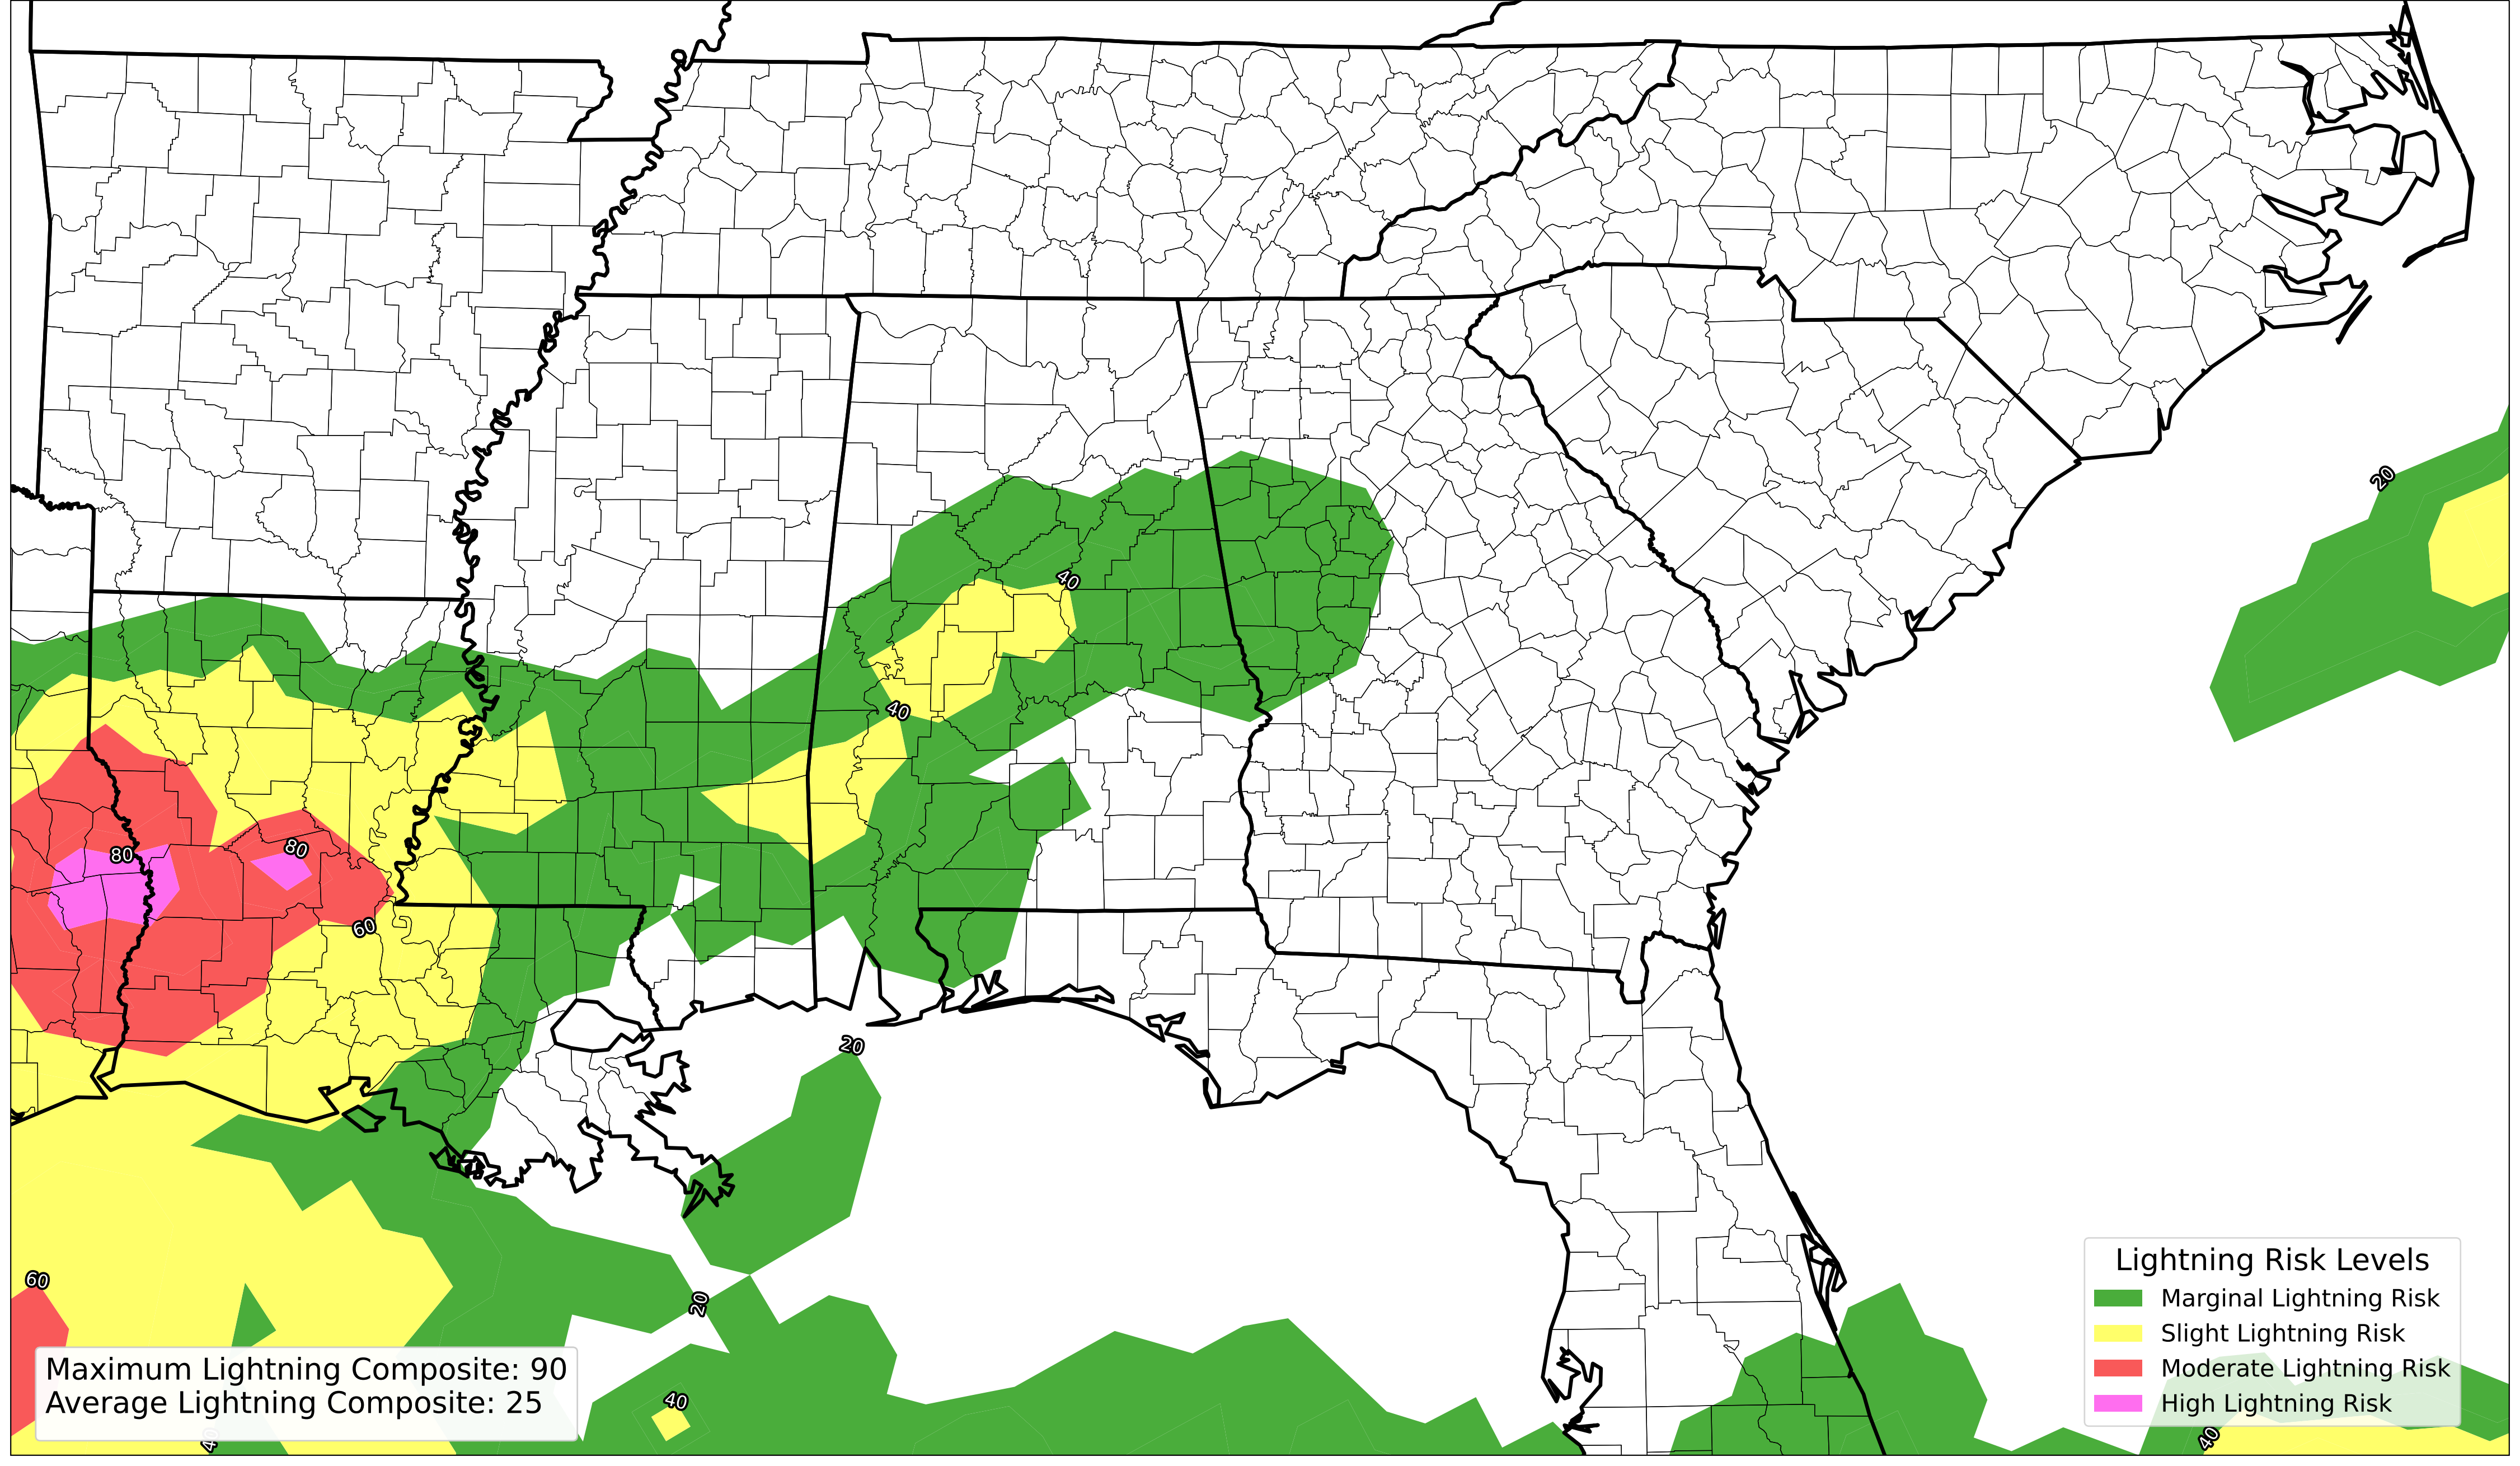 20
40
40
80
80
60
20
60
20
40
40
40
Maximum Lightning Composite: 90
Average Lightning Composite: 25
Lightning Risk Levels
Marginal Lightning Risk
Slight Lightning Risk
Moderate Lightning Risk
High Lightning Risk